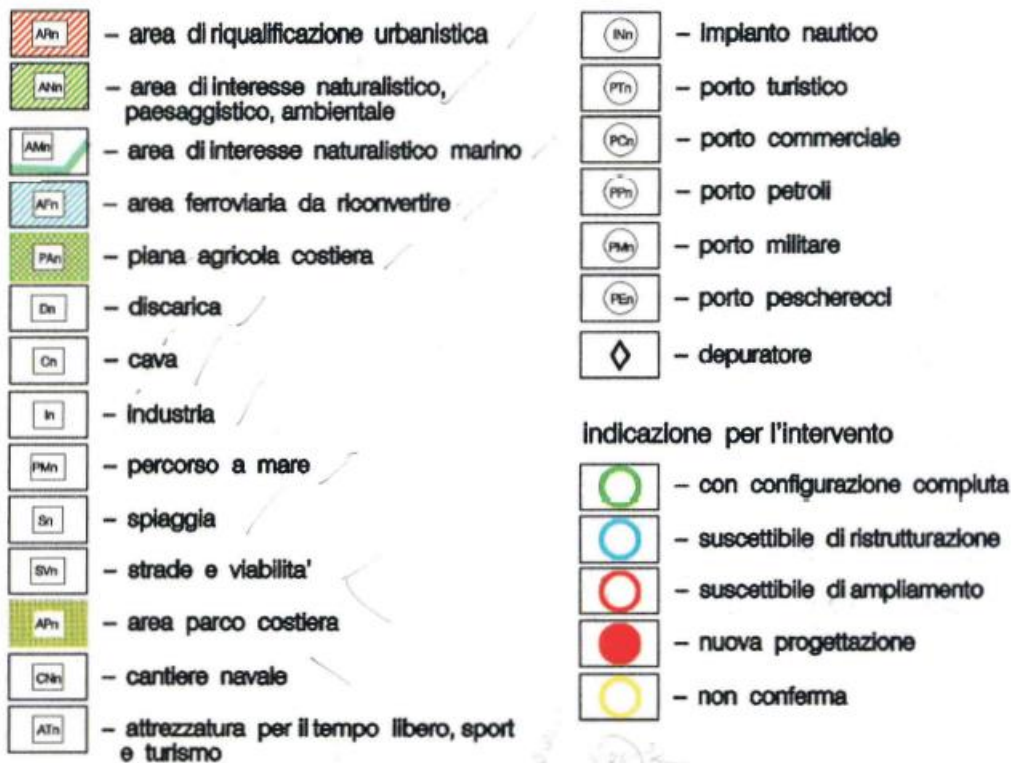 ARn – area di riqualificazione urbanistica
ANn – area di interesse naturalistico,
paesaggistico, ambientale
AMn – area di interesse naturalistico marino
AFn – area ferroviaria da riconvertire
PAn – piana agricola costiera
Dn – discarica
Cn – cava
In – industria
PMn – percorso a mare
Sn – spiaggia
SVn – strade e viabilita'
APn – area parco costiera
CNn – cantiere navale
ATn – attrezzatura per il tempo libero, sport
e turismo
INn – impianto nautico
PTn – porto turistico
PCn – porto commerciale
PPn – porto petroli
PMn – porto militare
PEn – porto pescherecci
– depuratore
indicazione per l'intervento
– con configurazione compiuta
– suscettibile di ristrutturazione
– suscettibile di ampliamento
– nuova progettazione
– non conferma